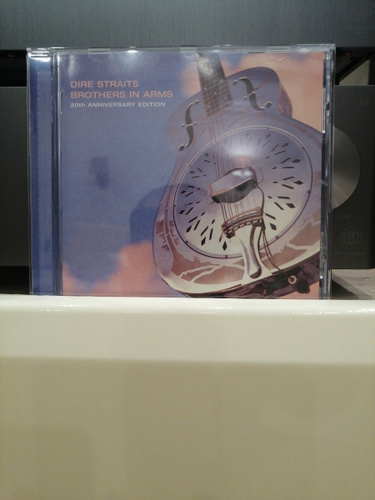 DIRE STRAITS
BROTHERS IN ARMS
20th ANNIVERSARY EDITION